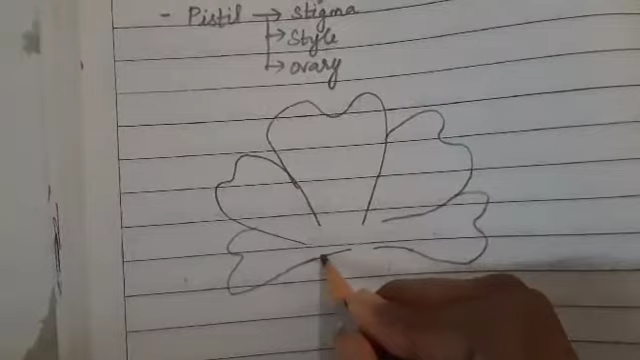 - Pistil → Stigma
→ Style
→ ovary